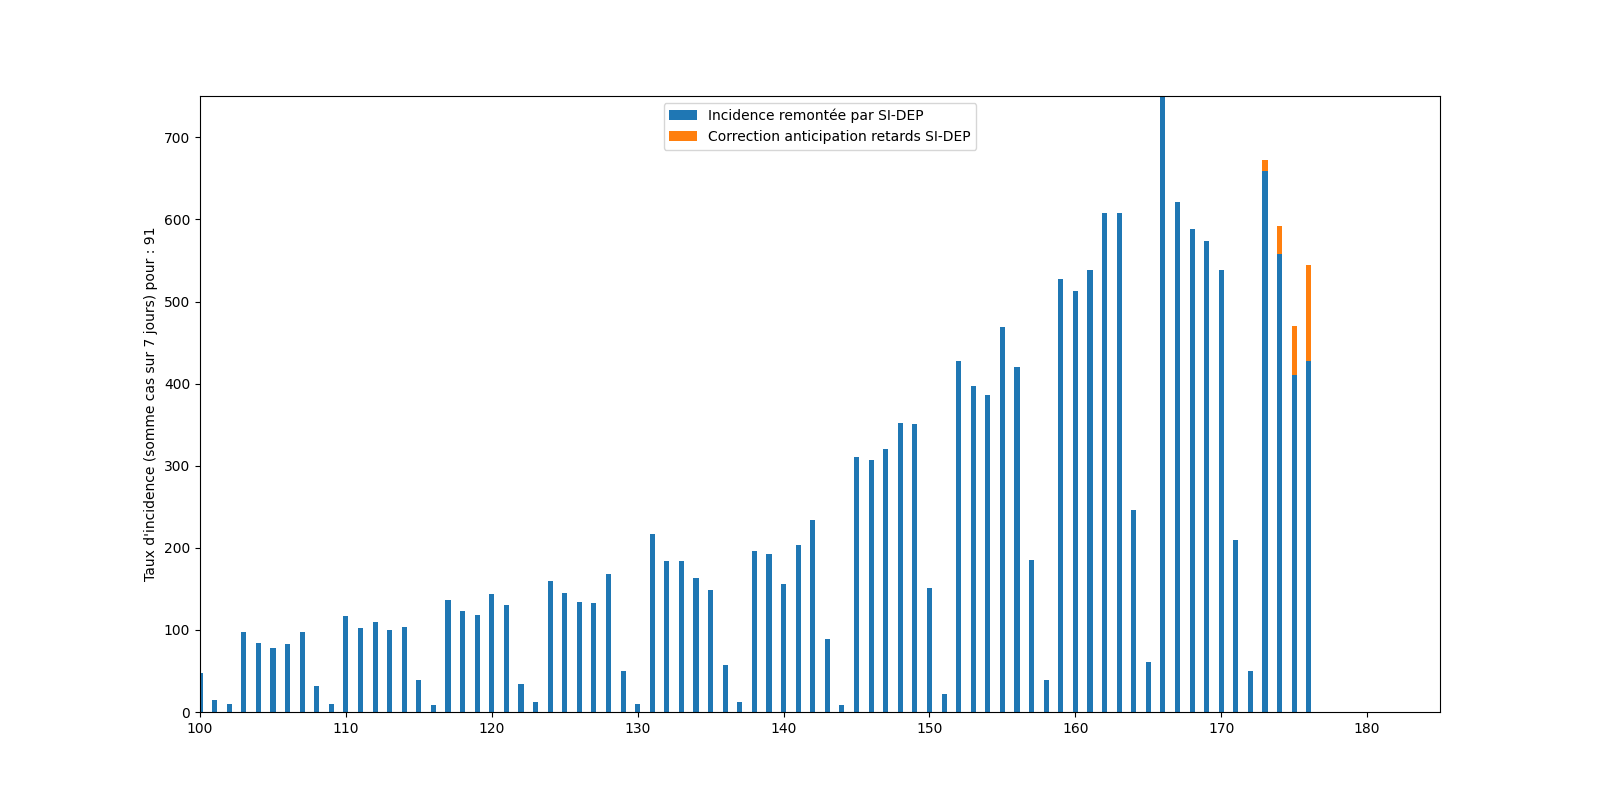 Incidence remontée par SI-DEP
Correction anticipation retards SI-DEP
Taux d'incidence (somme cas sur 7 jours) pour : 91
700
600
500
400
300
200
100
0
100 110 120 130 140 150 160 170 180